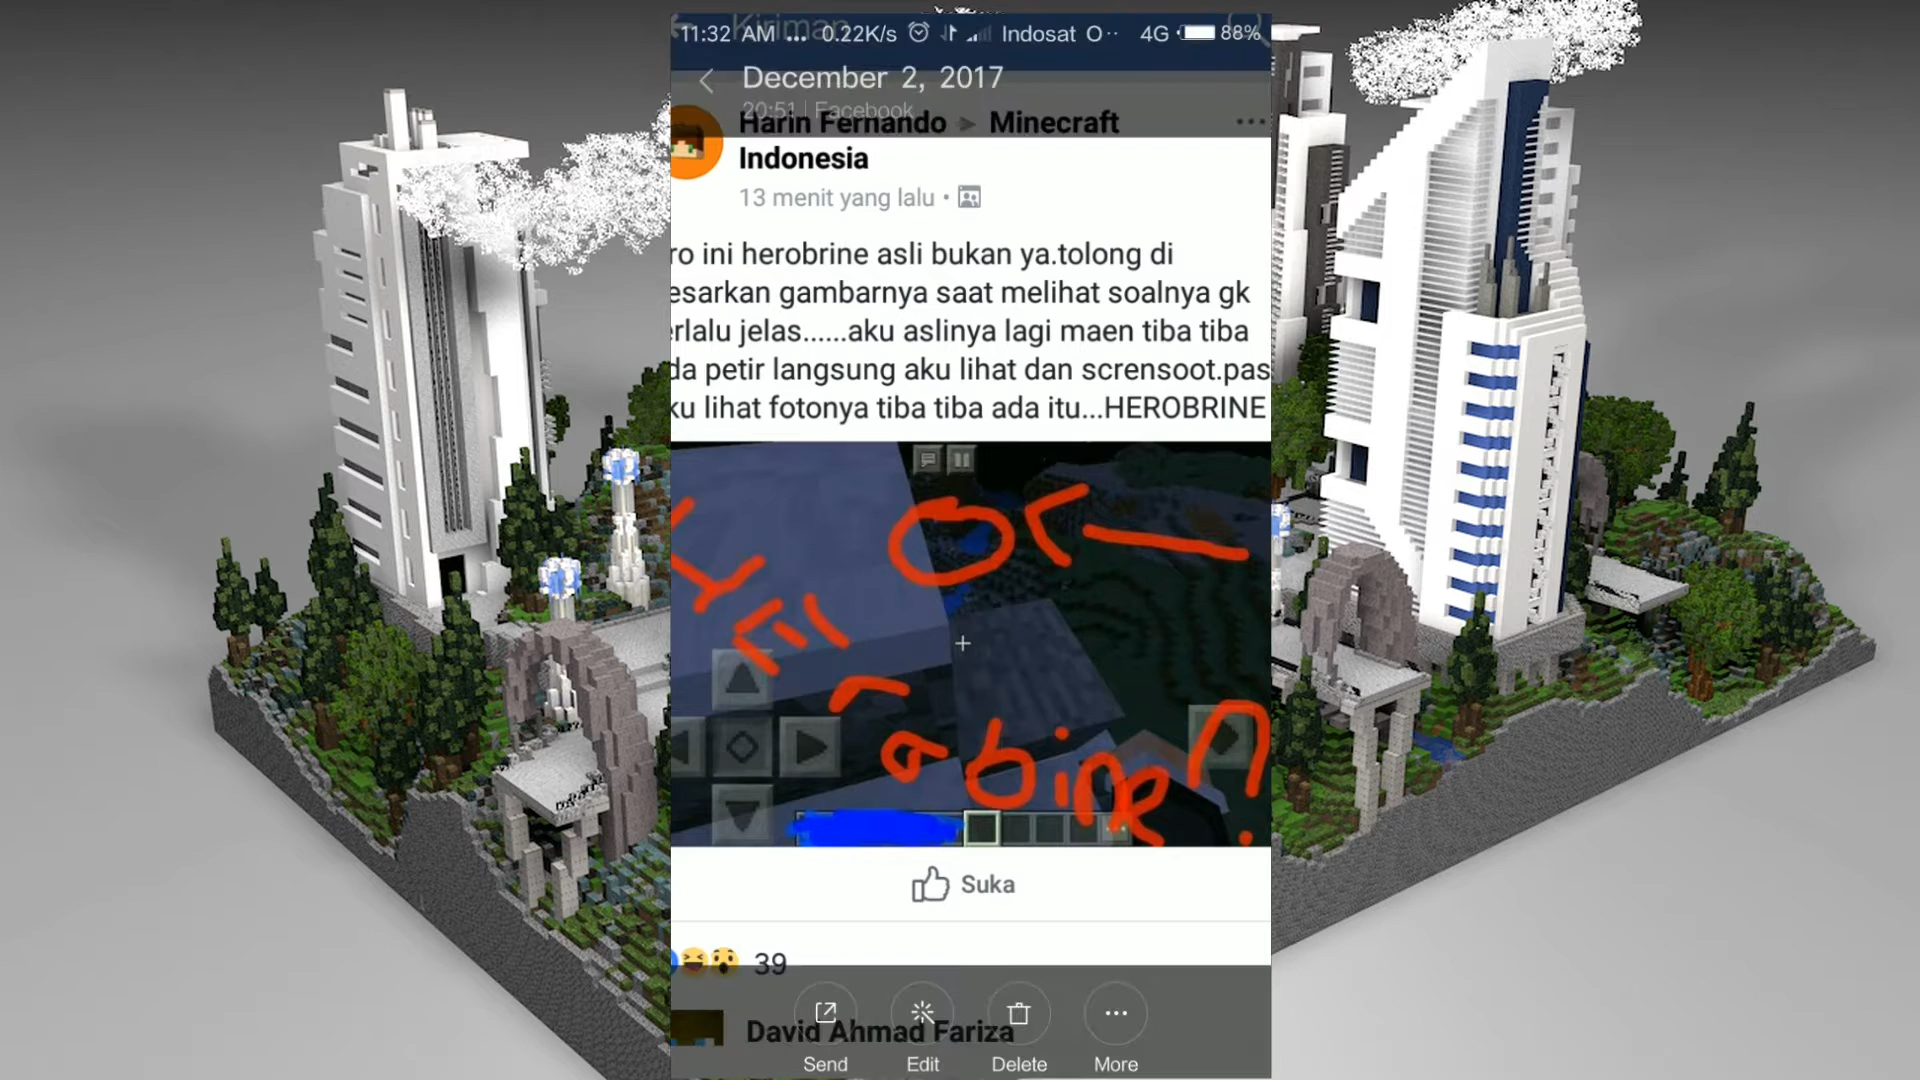 11:32 AM ... 0.22K/s Indosat O·· 4G 88%
Kiriman
December 2, 2017
20:51 | Facebook
Harin Fernando ▸ Minecraft
Indonesia
13 menit yang lalu •
ro ini herobrine asli bukan ya.tolong di
esarkan gambarnya saat melihat soalnya gk
erlalu jelas......aku aslinya lagi maen tiba tiba
da petir langsung aku lihat dan scrensoot.pas
ku lihat fotonya tiba tiba ada itu...HEROBRINE
Suka
39
David Ahmad Fariza
Send Edit Delete More